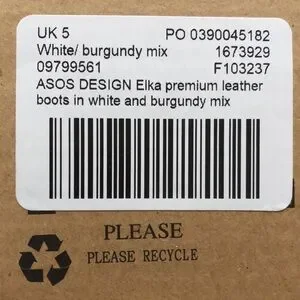 UK 5 PO 0390045182
White/ burgundy mix 1673929
09799561 F103237
ASOS DESIGN Elka premium leather
boots in white and burgundy mix
PLEASE
PLEASE RECYCLE